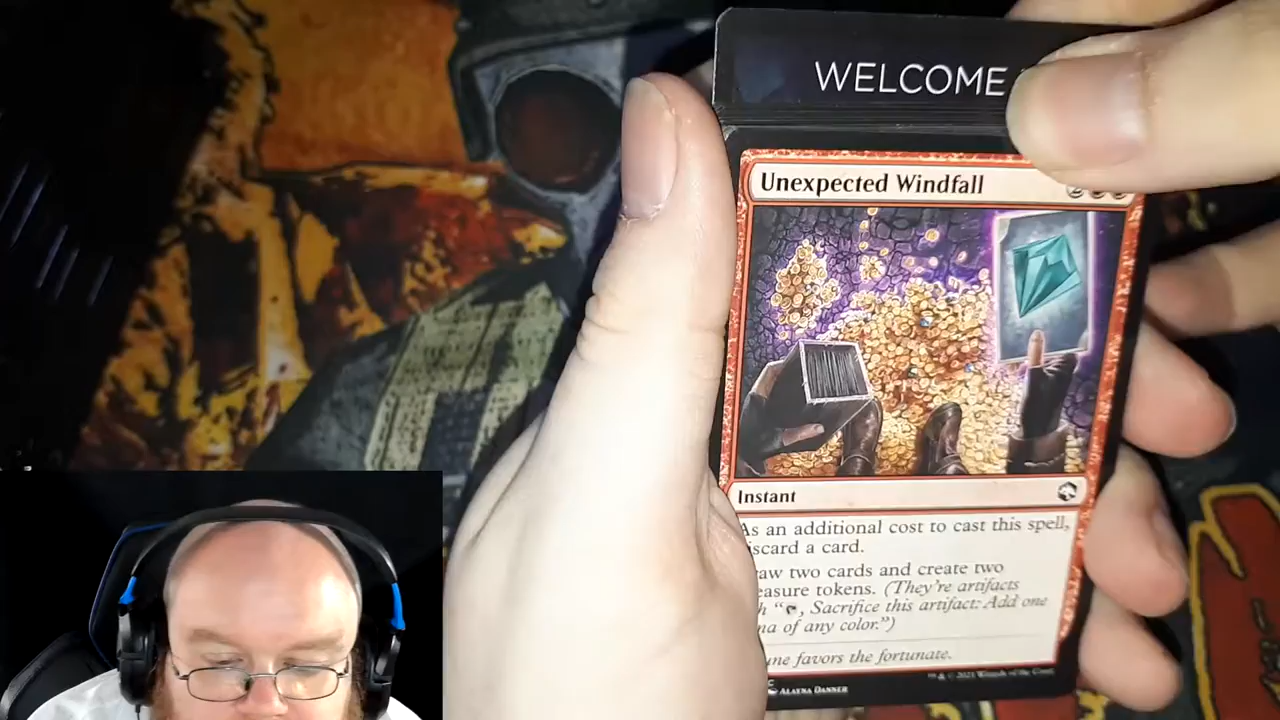 WELCOME
Unexpected Windfall
Instant
As an additional cost to cast this spell,
iscard a card.
aw two cards and create two
easure tokens. (They're artifacts
h "
, Sacrifice this artifact: Add one
na of any color.")
une favors the fortunate.
ALAYNA DANNER
™ & © 2021 Wizards of the Coast